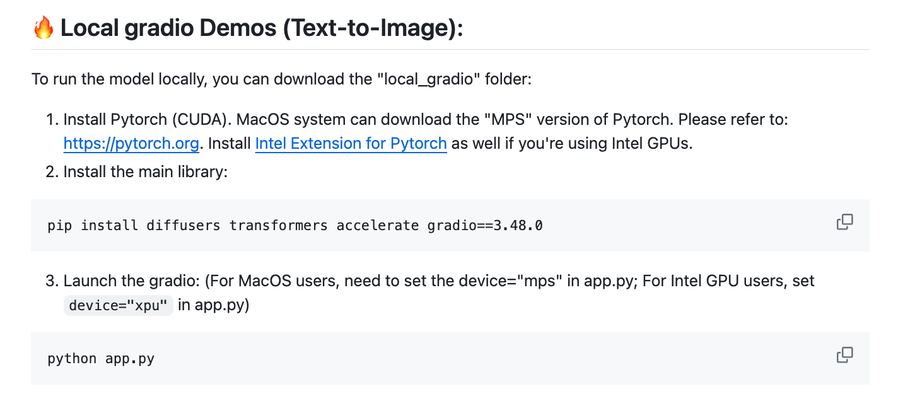 🔥 Local gradio Demos (Text-to-Image):
To run the model locally, you can download the "local_gradio" folder:
1. Install Pytorch (CUDA). MacOS system can download the "MPS" version of Pytorch. Please refer to:
https://pytorch.org. Install Intel Extension for Pytorch as well if you're using Intel GPUs.
2. Install the main library:
pip install diffusers transformers accelerate gradio==3.48.0
3. Launch the gradio: (For MacOS users, need to set the device="mps" in app.py; For Intel GPU users, set
device="xpu" in app.py)
python app.py